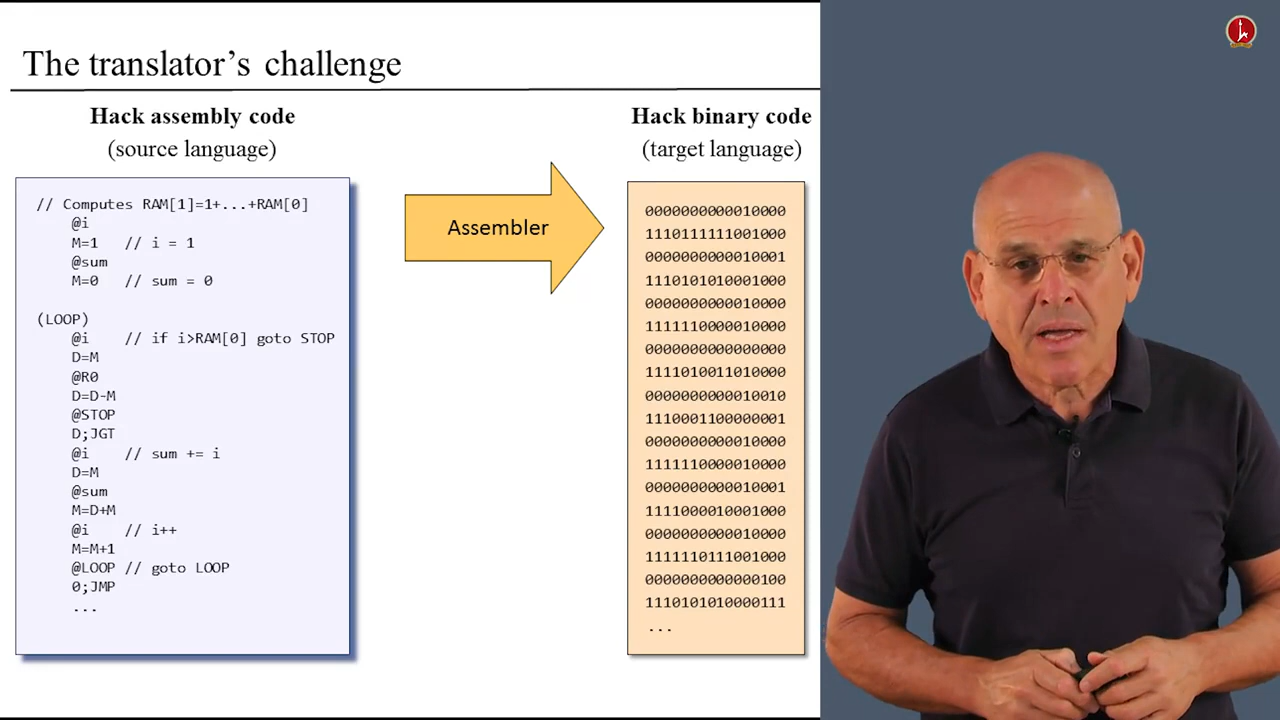 The translator's challenge
Hack assembly code
(source language)
// Computes RAM[1]=1+...+RAM[0]
@i
M=1 // i = 1
@sum
M=0 // sum = 0
(LOOP)
@i // if i>RAM[0] goto STOP
D=M
@R0
D=D-M
@STOP
D;JGT
@i // sum += i
D=M
@sum
M=D+M
@i // i++
M=M+1
@LOOP // goto LOOP
0;JMP
...
Assembler
Hack binary code
(target language)
0000000000010000
1110111111001000
0000000000010001
1110101010001000
0000000000010000
1111110000010000
0000000000000000
1111010011010000
0000000000010010
1110001100000001
0000000000010000
1111110000010000
0000000000010001
1111000010001000
0000000000010000
1111110111001000
0000000000000100
1110101010000111
...